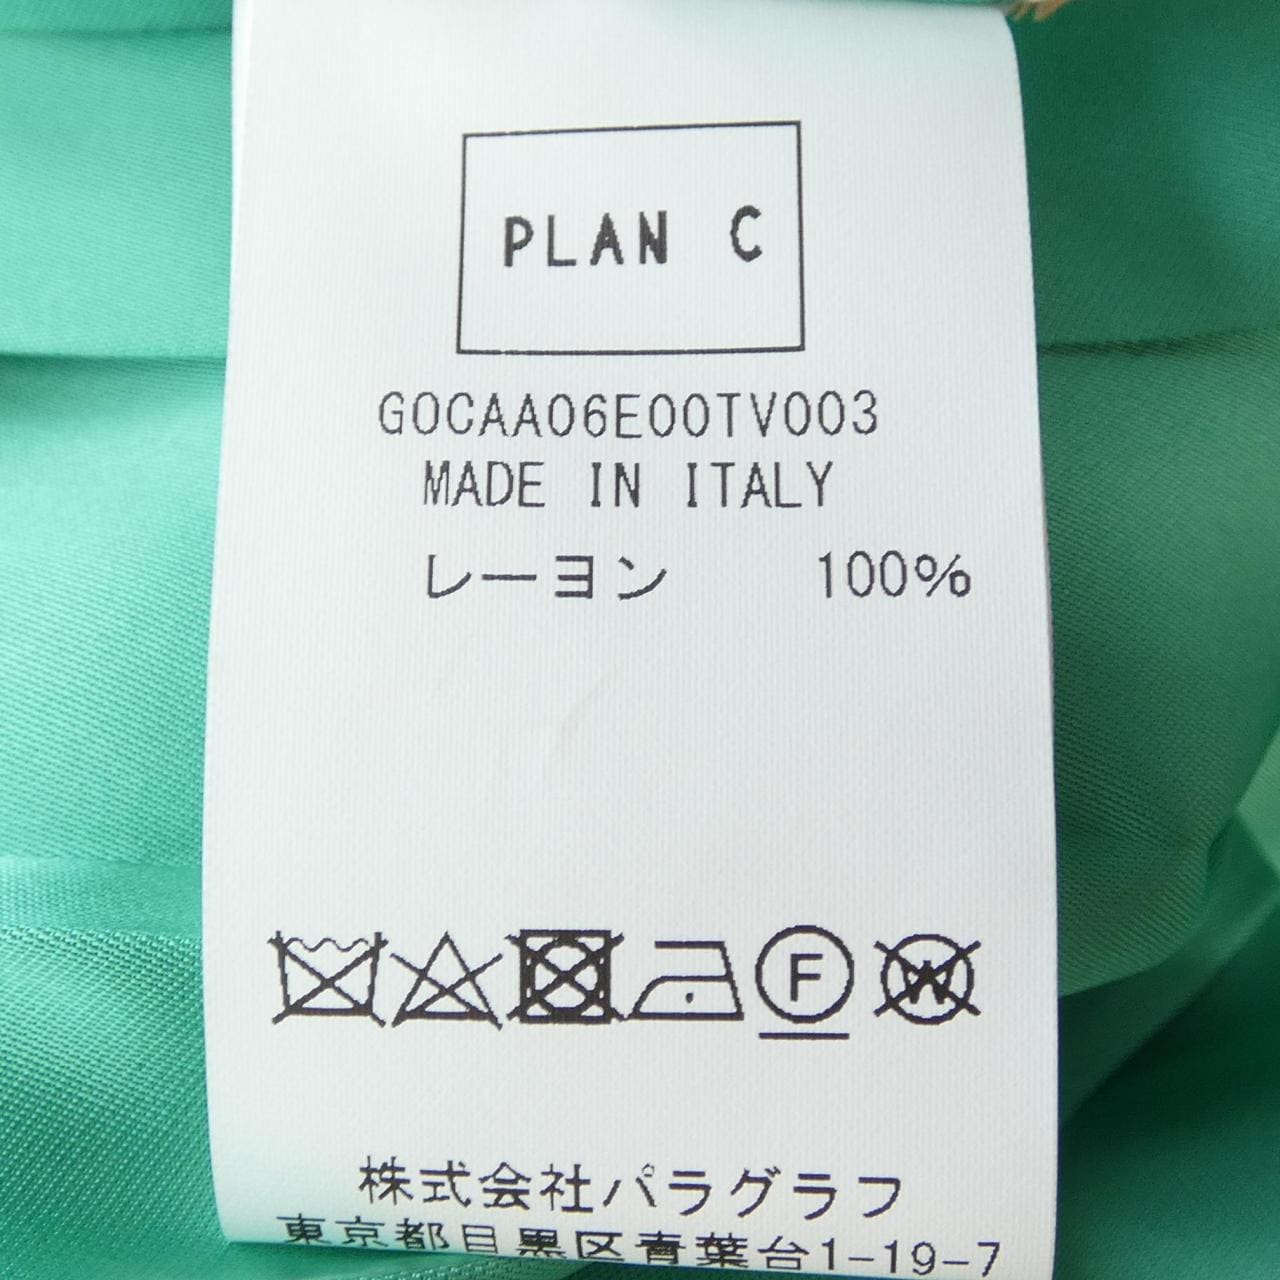 PLAN C
GOCAA06E00TV003
MADE IN ITALY
レーヨン 100%
F
W
株式会社パラグラフ
東京都目黒区青葉台1-19-7